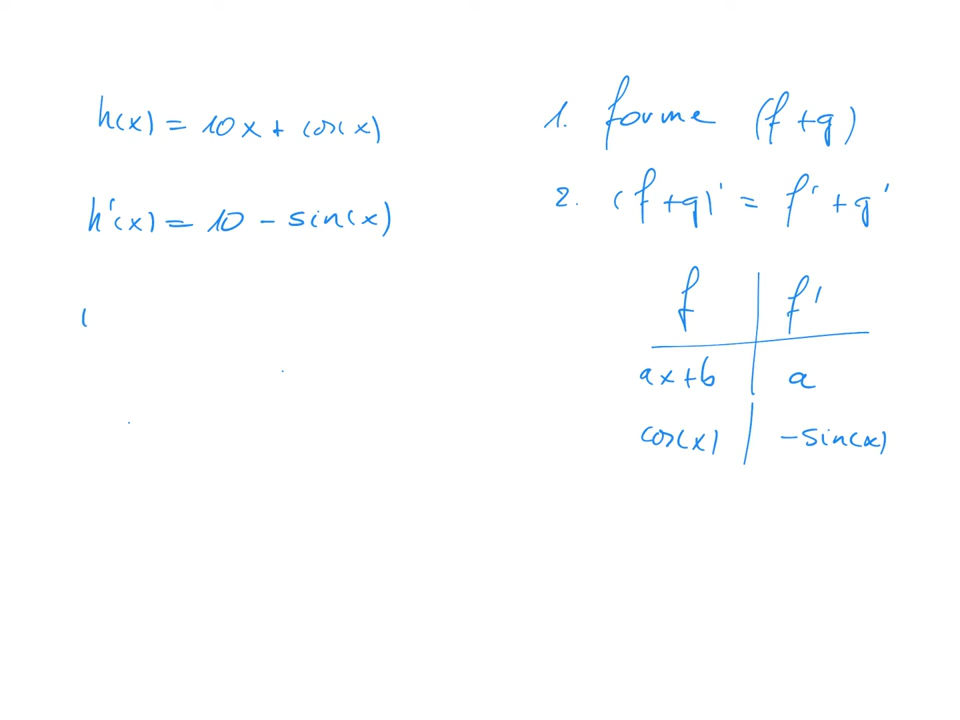 h(x) = 10x + cos(x)
h'(x) = 10 - sin(x)
(
1. forme (f+g)
2. (f+g)' = f' + g'
f | f'
ax+b | a
cos(x) | -sin(x)